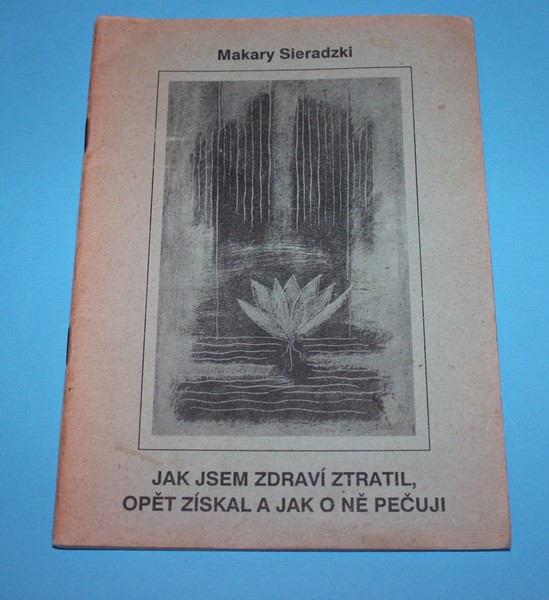 Makary Sieradzki
JAK JSEM ZDRAVÍ ZTRATIL,
OPĚT ZÍSKAL A JAK O NĚ PEČUJI